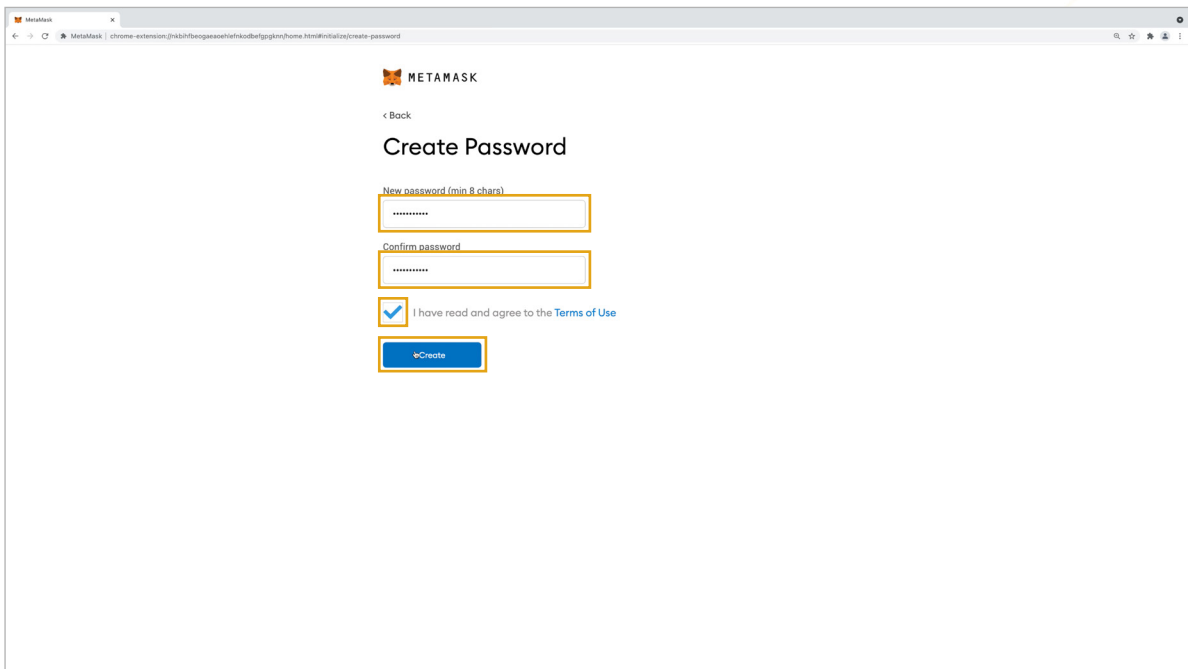 MetaMask
MetaMask chrome-extension://nkbihfbeogaeaoehlefnkodbefgpgknn/home.html#initialize/create-password
METAMASK
< Back
Create Password
New password (min 8 chars)
•••••••••••
Confirm password
•••••••••••
I have read and agree to the Terms of Use
Create